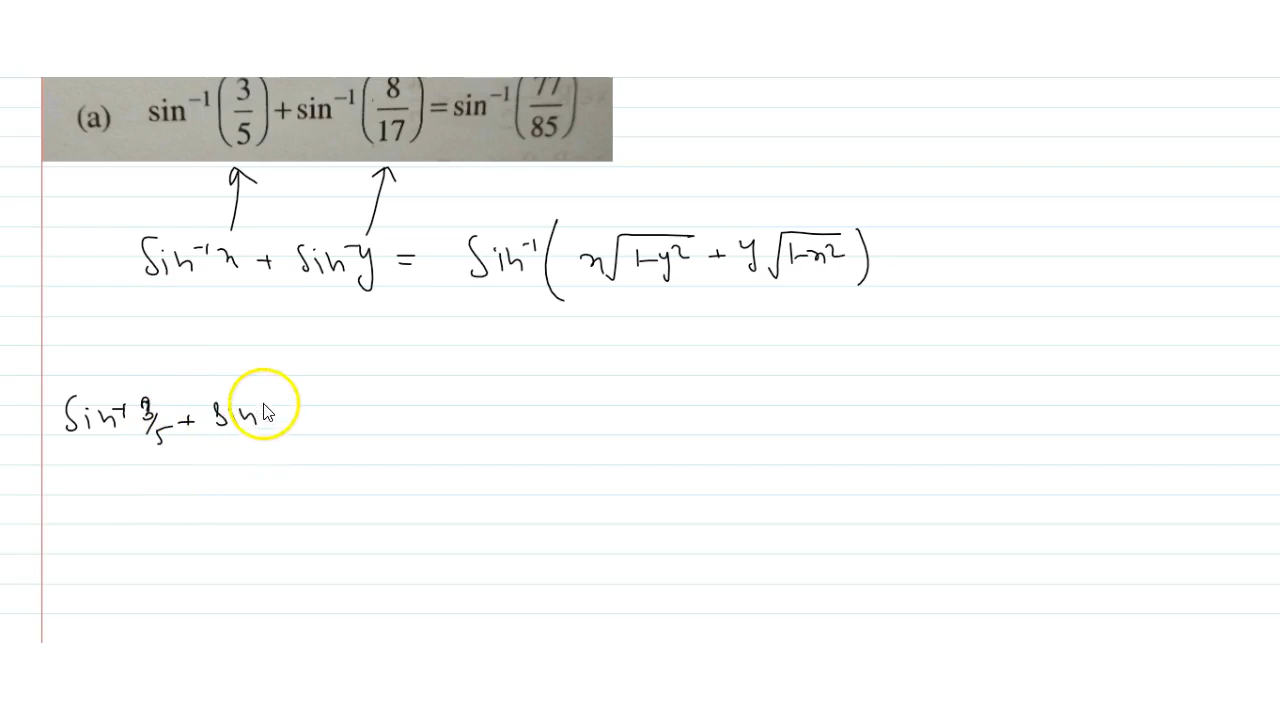 (a) sin⁻¹(3/5) + sin⁻¹(8/17) = sin⁻¹(77/85)
Sin⁻¹x + Sin⁻y = Sin⁻¹( x√1-y² + y√1-x² )
Sin⁻¹ 3/5 + Sin